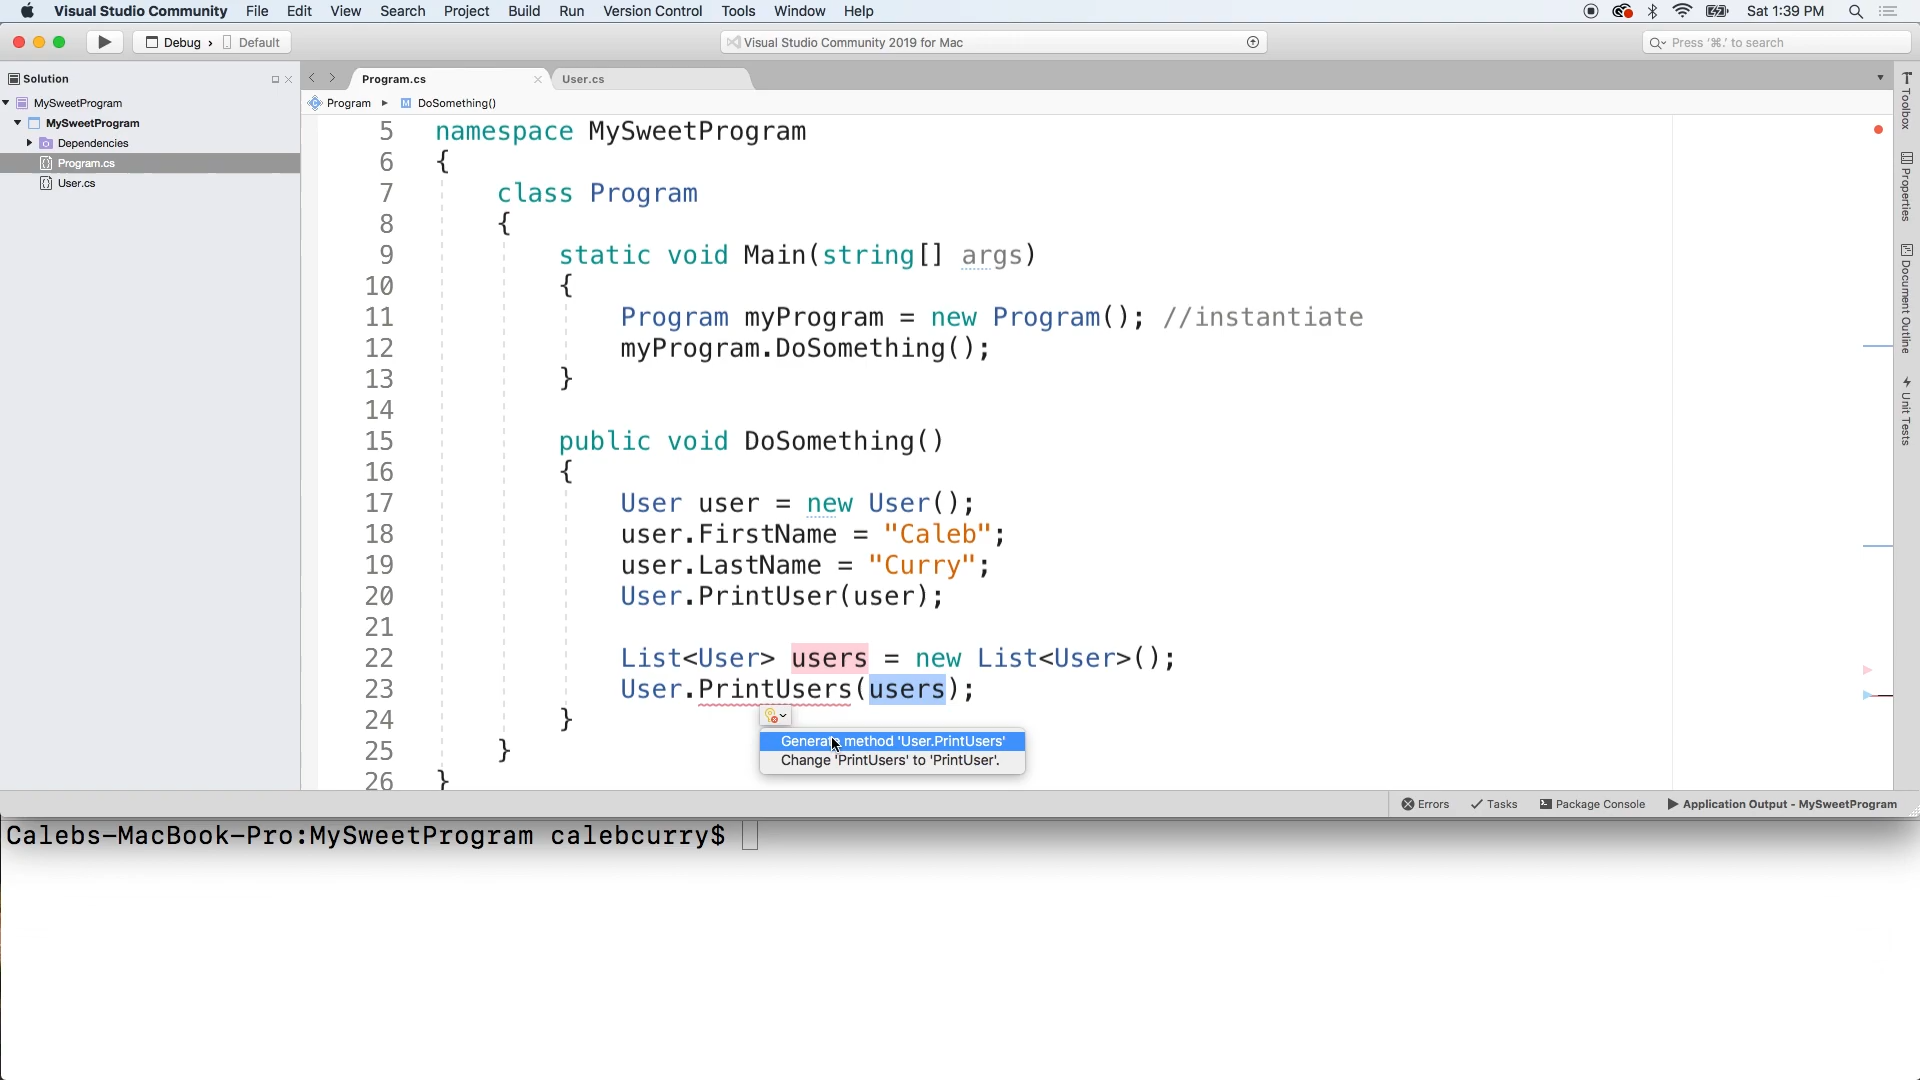 Visual Studio Community File Edit View Search Project Build Run Version Control Tools Window Help Sat 1:39 PM
Debug › Default Visual Studio Community 2019 for Mac Press '⌘.' to search
Solution Program.cs User.cs
MySweetProgram
MySweetProgram
Dependencies
Program.cs
User.cs
Program ▸ DoSomething()
5 namespace MySweetProgram
6 {
7 class Program
8 {
9 static void Main(string[] args)
10 {
11 Program myProgram = new Program(); //instantiate
12 myProgram.DoSomething();
13 }
14
15 public void DoSomething()
16 {
17 User user = new User();
18 user.FirstName = "Caleb";
19 user.LastName = "Curry";
20 User.PrintUser(user);
21
22 List<User> users = new List<User>();
23 User.PrintUsers(users);
24 }
25 }
26 }
Generate method 'User.PrintUsers'
Change 'PrintUsers' to 'PrintUser'.
Toolbox
Properties
Document Outline
Unit Tests
Errors Tasks Package Console Application Output - MySweetProgram
Calebs-MacBook-Pro:MySweetProgram calebcurry$